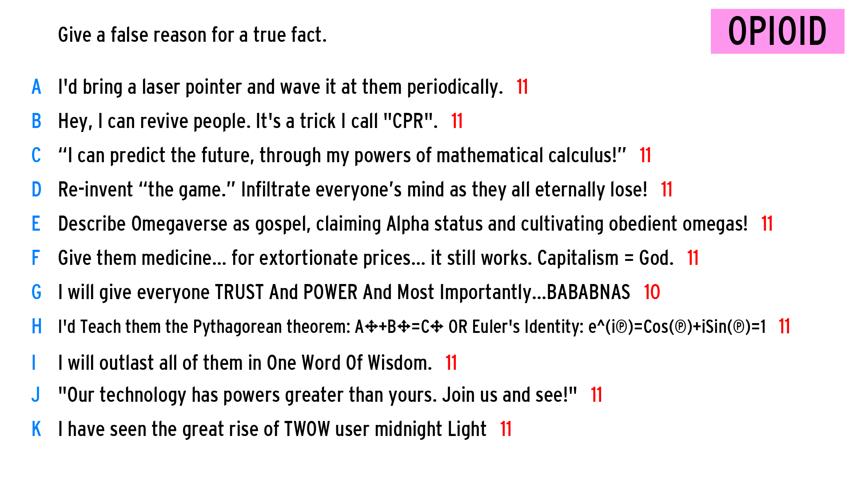 Give a false reason for a true fact.
OPIOID
A I'd bring a laser pointer and wave it at them periodically. 11
B Hey, I can revive people. It's a trick I call "CPR". 11
C “I can predict the future, through my powers of mathematical calculus!” 11
D Re-invent “the game.” Infiltrate everyone’s mind as they all eternally lose! 11
E Describe Omegaverse as gospel, claiming Alpha status and cultivating obedient omegas! 11
F Give them medicine... for extortionate prices... it still works. Capitalism = God. 11
G I will give everyone TRUST And POWER And Most Importantly...BABABNAS 10
H I'd Teach them the Pythagorean theorem: A✥+B✥=C✥ OR Euler's Identity: e^(i℗)=Cos(℗)+iSin(℗)=1 11
I I will outlast all of them in One Word Of Wisdom. 11
J "Our technology has powers greater than yours. Join us and see!" 11
K I have seen the great rise of TWOW user midnight Light 11